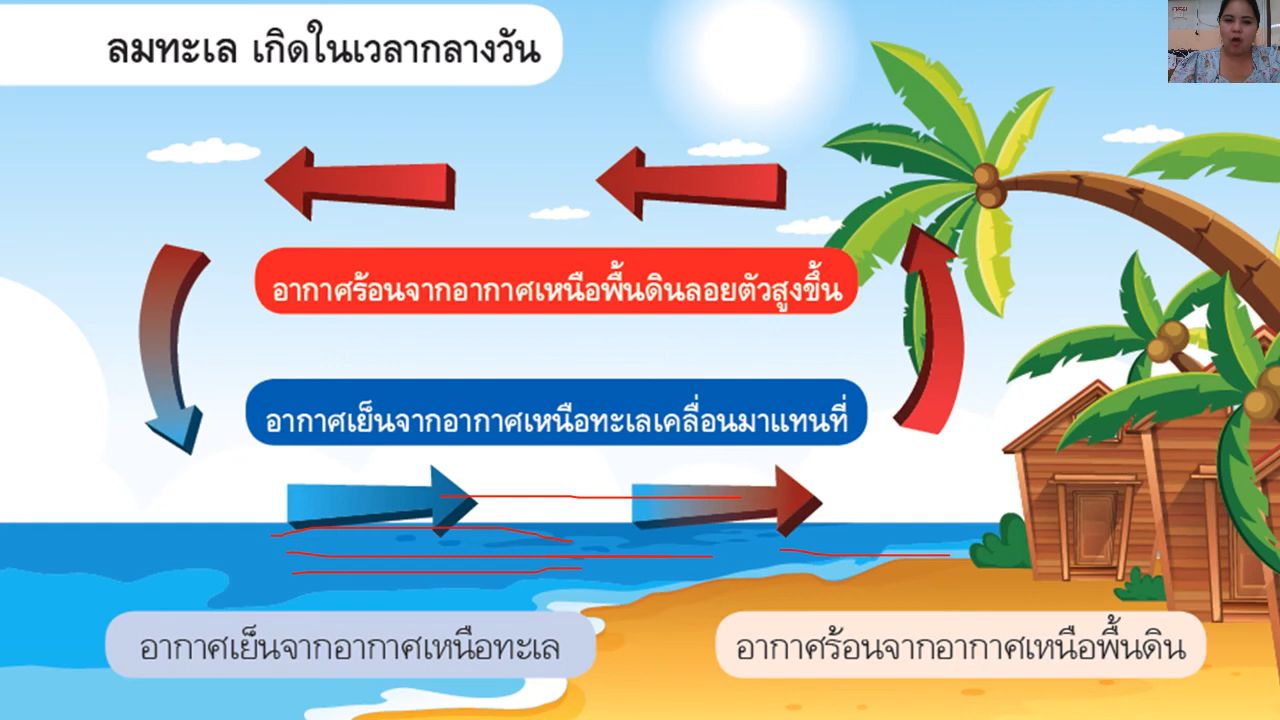 ลมทะเล เกิดในเวลากลางวัน
อากาศร้อนจากอากาศเหนือพื้นดินลอยตัวสูงขึ้น
อากาศเย็นจากอากาศเหนือทะเลเคลื่อนมาแทนที่
อากาศเย็นจากอากาศเหนือทะเล
อากาศร้อนจากอากาศเหนือพื้นดิน